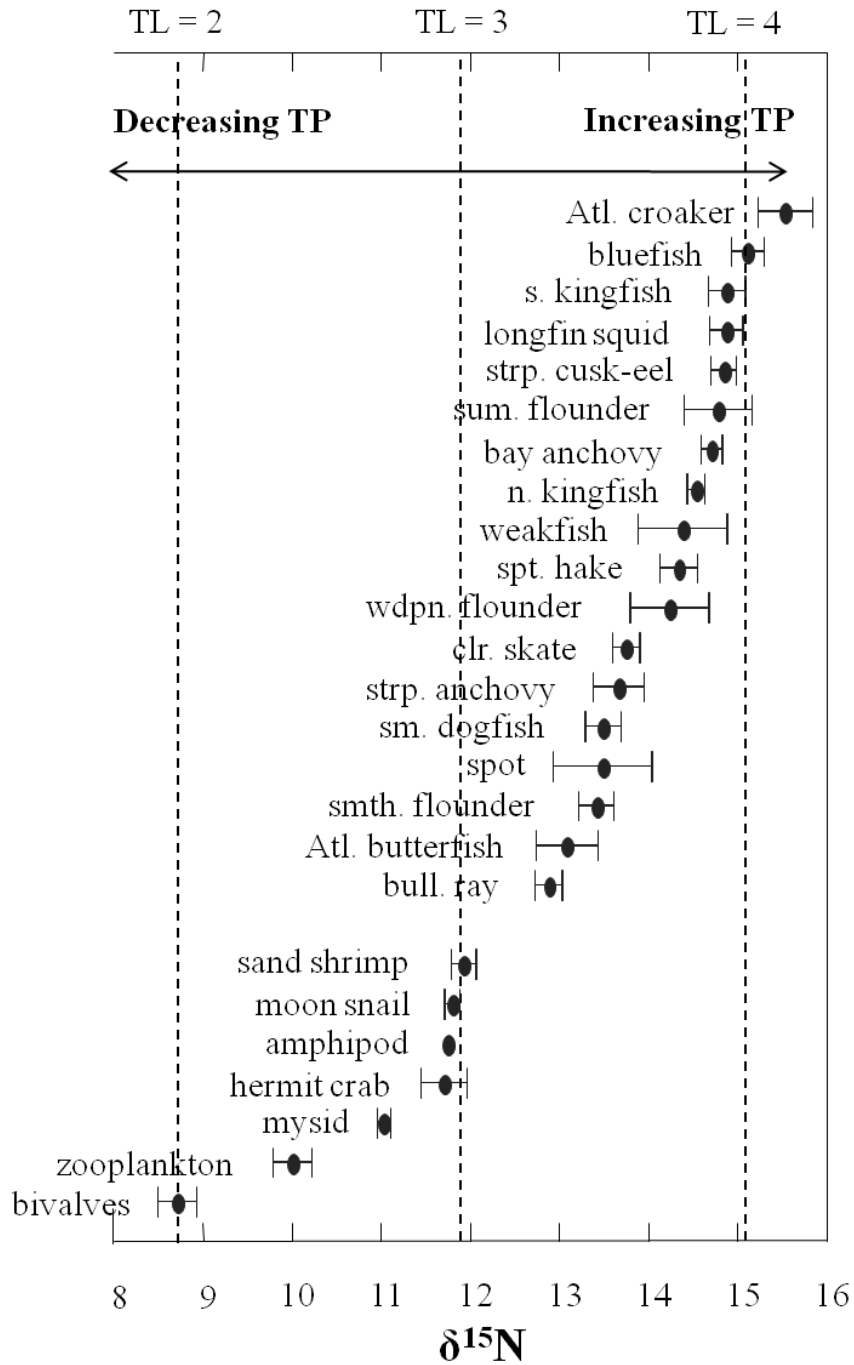 TL = 2 TL = 3 TL = 4
Decreasing TP Increasing TP
Atl. croaker
bluefish
s. kingfish
longfin squid
strp. cusk-eel
sum. flounder
bay anchovy
n. kingfish
weakfish
spt. hake
wdpn. flounder
clr. skate
strp. anchovy
sm. dogfish
spot
smth. flounder
Atl. butterfish
bull. ray
sand shrimp
moon snail
amphipod
hermit crab
mysid
zooplankton
bivalves
8 9 10 11 12 13 14 15 16
δ¹⁵N